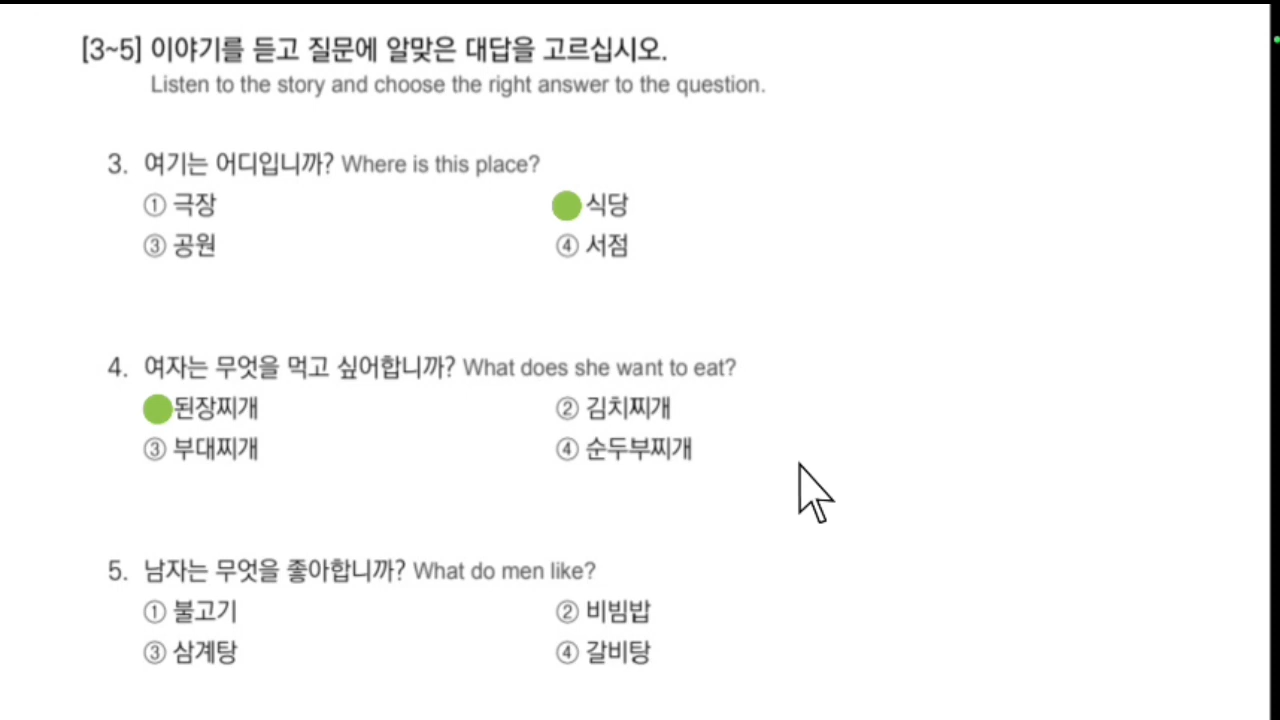 [3~5] 이야기를 듣고 질문에 알맞은 대답을 고르십시오.
Listen to the story and choose the right answer to the question.
3. 여기는 어디입니까? Where is this place?
① 극장 식당
③ 공원 ④ 서점
4. 여자는 무엇을 먹고 싶어합니까? What does she want to eat?
된장찌개 ② 김치찌개
③ 부대찌개 ④ 순두부찌개
5. 남자는 무엇을 좋아합니까? What do men like?
① 불고기 ② 비빔밥
③ 삼계탕 ④ 갈비탕